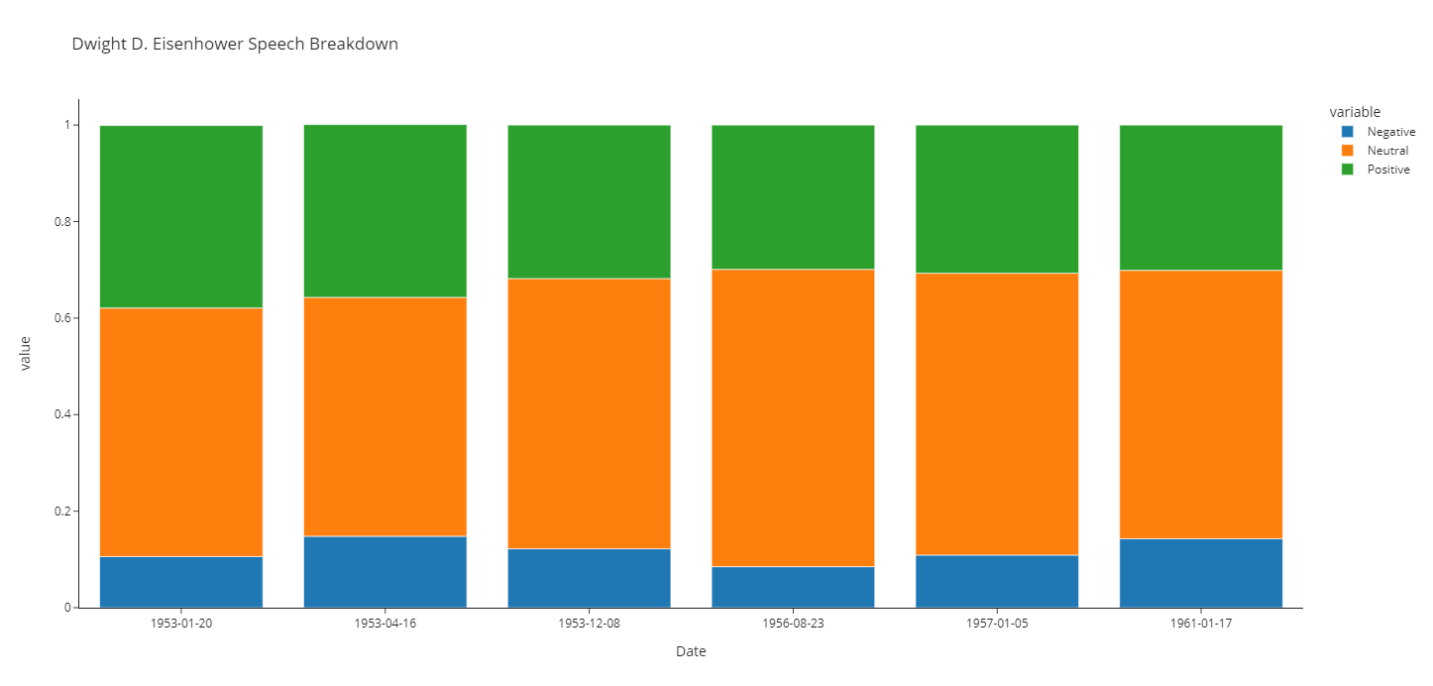 Dwight D. Eisenhower Speech Breakdown
variable
Negative
Neutral
Positive
1
0.8
0.6
0.4
0.2
0
value
1953-01-20 1953-04-16 1953-12-08 1956-08-23 1957-01-05 1961-01-17
Date